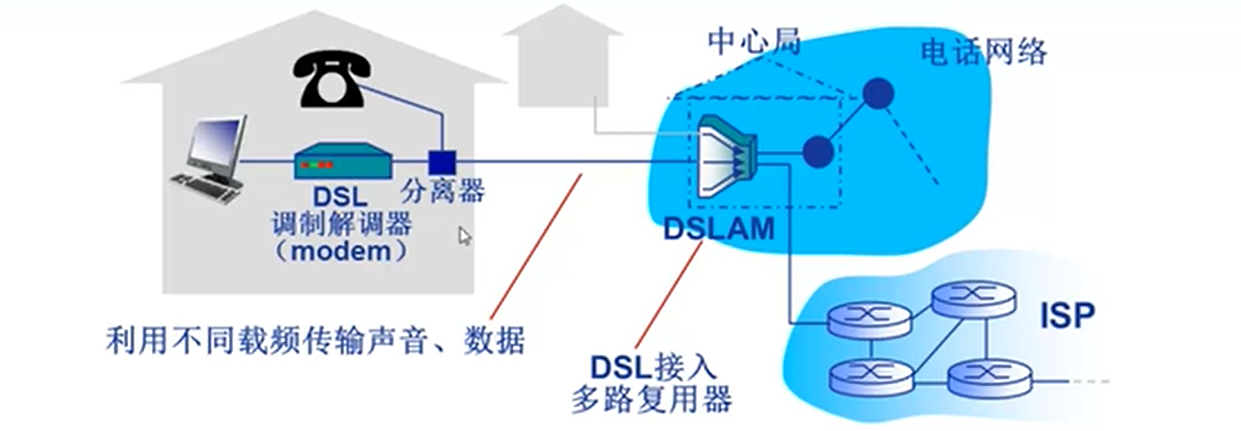 中心局
电话网络
DSL
调制解调器
（modem）
分离器
DSLAM
ISP
利用不同载频传输声音、数据
DSL接入
多路复用器